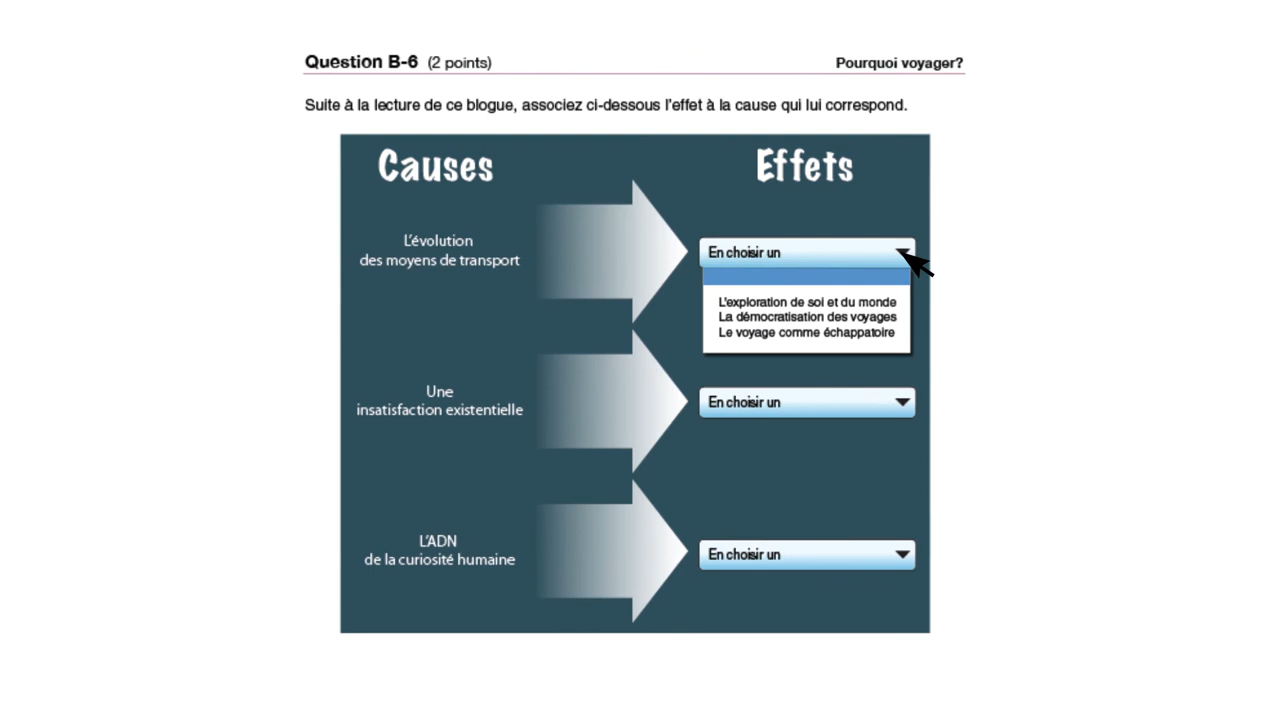 Question B-6 (2 points)
Pourquoi voyager?
Suite à la lecture de ce blogue, associez ci-dessous l'effet à la cause qui lui correspond.
Causes
Effets
L'évolution
des moyens de transport
En choisir un
L'exploration de soi et du monde
La démocratisation des voyages
Le voyage comme échappatoire
Une
insatisfaction existentielle
En choisir un
L'ADN
de la curiosité humaine
En choisir un